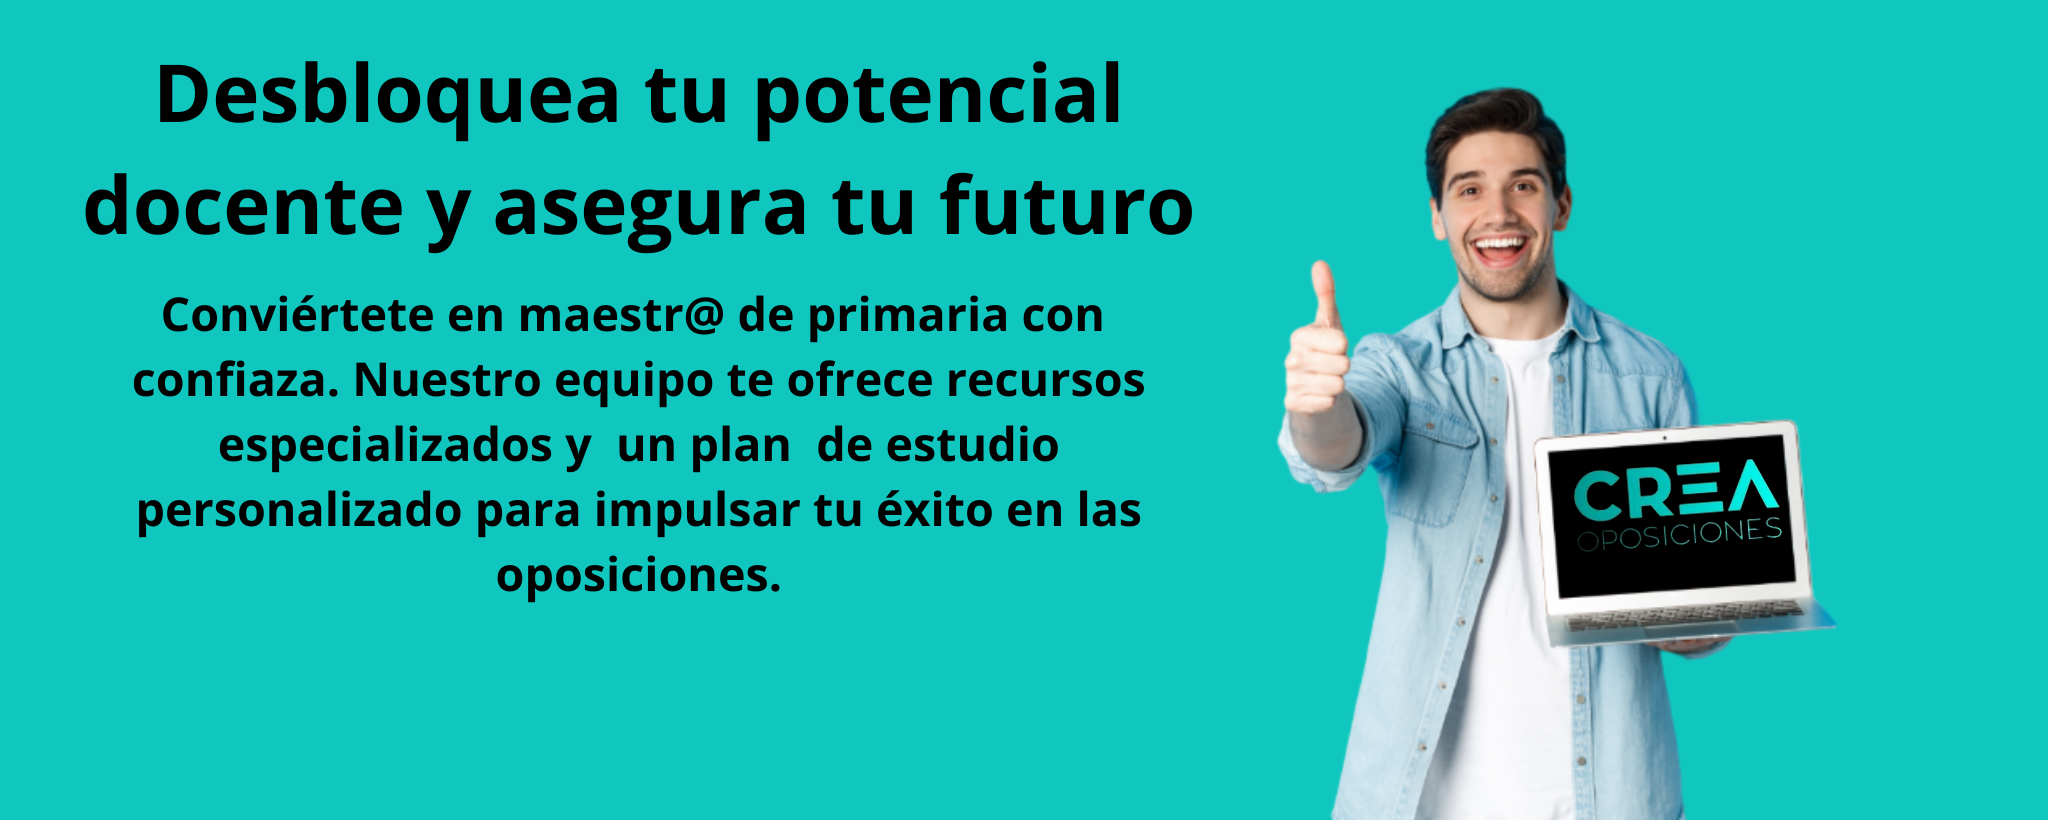 Desbloquea tu potencial
docente y asegura tu futuro
Conviértete en maestr@ de primaria con
confiaza. Nuestro equipo te ofrece recursos
especializados y  un plan  de estudio
personalizado para impulsar tu éxito en las
oposiciones.
CREA
OPOSICIONES